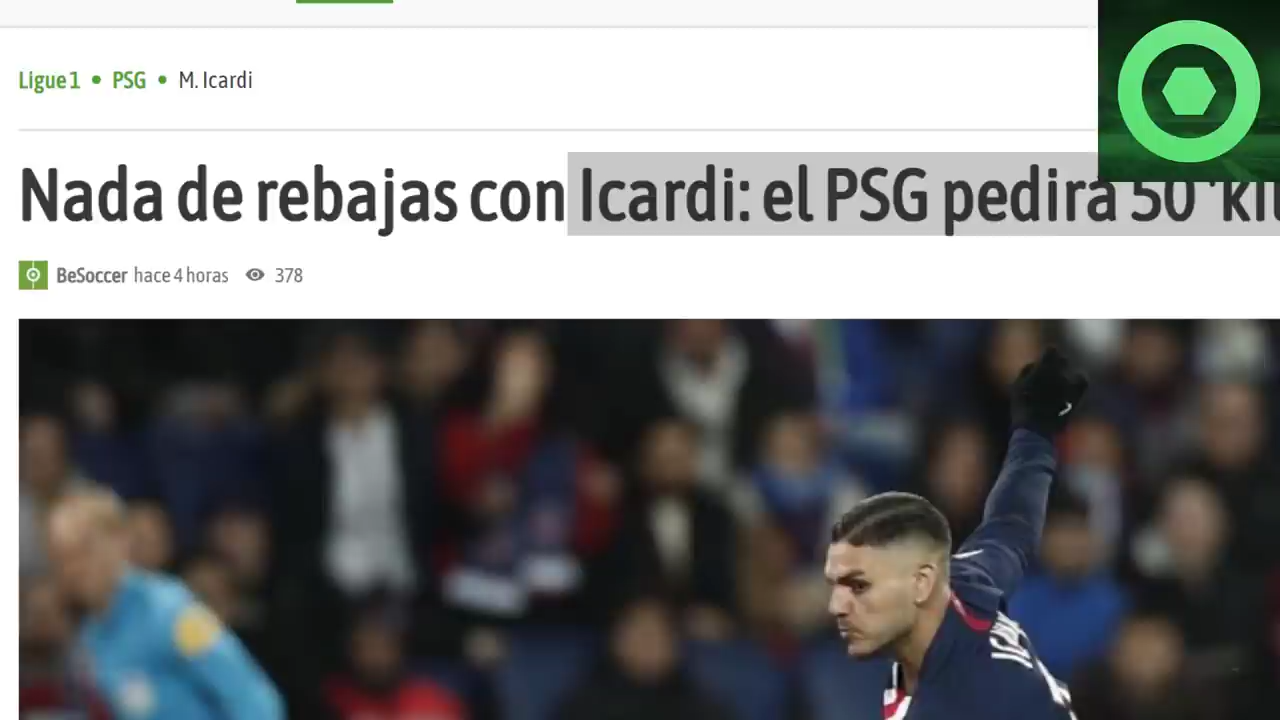 Ligue 1 • PSG • M. Icardi
Nada de rebajas con Icardi: el PSG pedirá 50
BeSoccer hace 4 horas 378